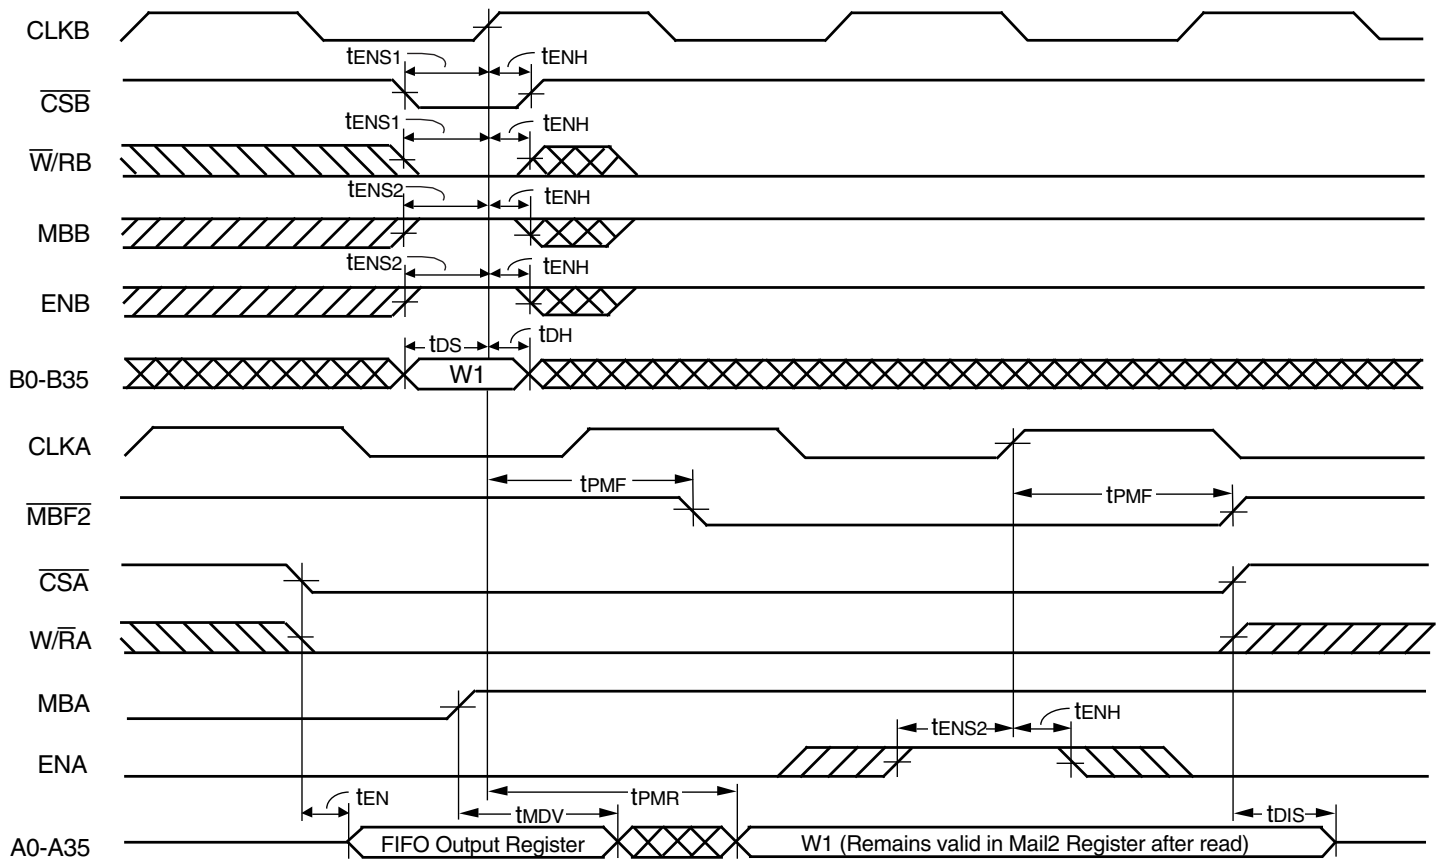 CLKB
tENS1 tENH
CSB
tENS1 tENH
W/RB
tENS2 tENH
MBB
tENS2 tENH
ENB
tDS tDH
B0-B35 W1
CLKA
tPMF tPMF
MBF2
CSA
W/RA
MBA
tENS2 tENH
ENA
tEN tMDV tPMR tDIS
A0-A35 FIFO Output Register W1 (Remains valid in Mail2 Register after read)